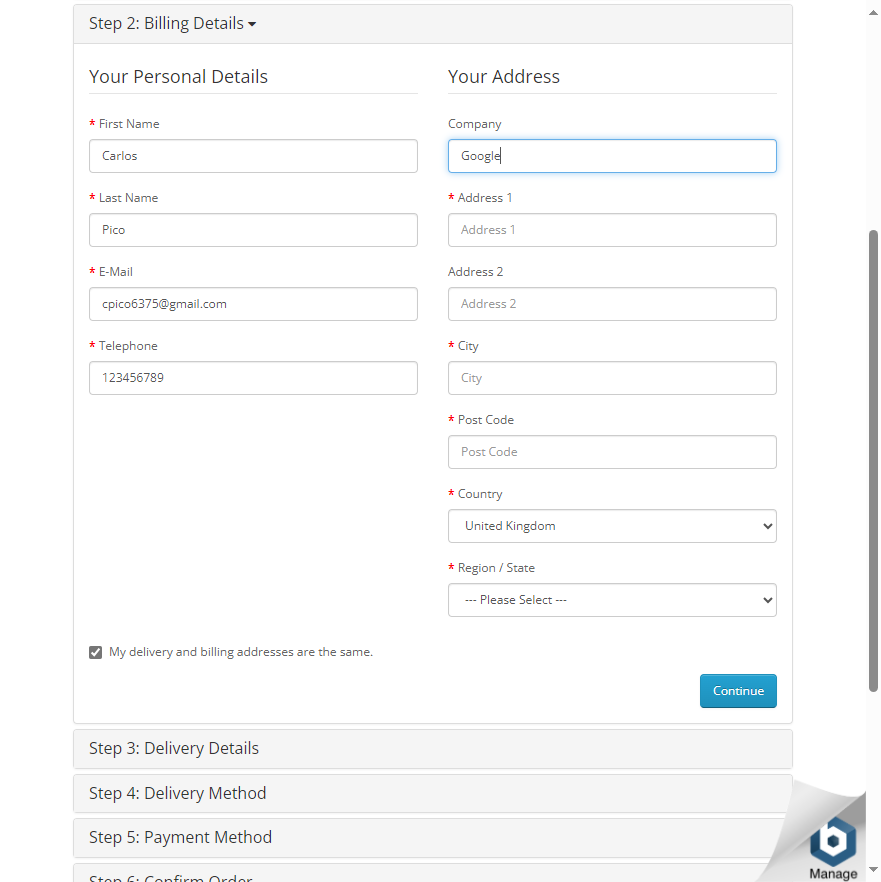 Step 2: Billing Details
Your Personal Details
* First Name
Carlos
* Last Name
Pico
* E-Mail
cpico6375@gmail.com
* Telephone
123456789
Your Address
Company
Google
* Address 1
Address 1
Address 2
Address 2
* City
City
* Post Code
Post Code
* Country
United Kingdom
* Region / State
--- Please Select ---
My delivery and billing addresses are the same.
Continue
Step 3: Delivery Details
Step 4: Delivery Method
Step 5: Payment Method
Step 6: Confirm Order
b
Manage